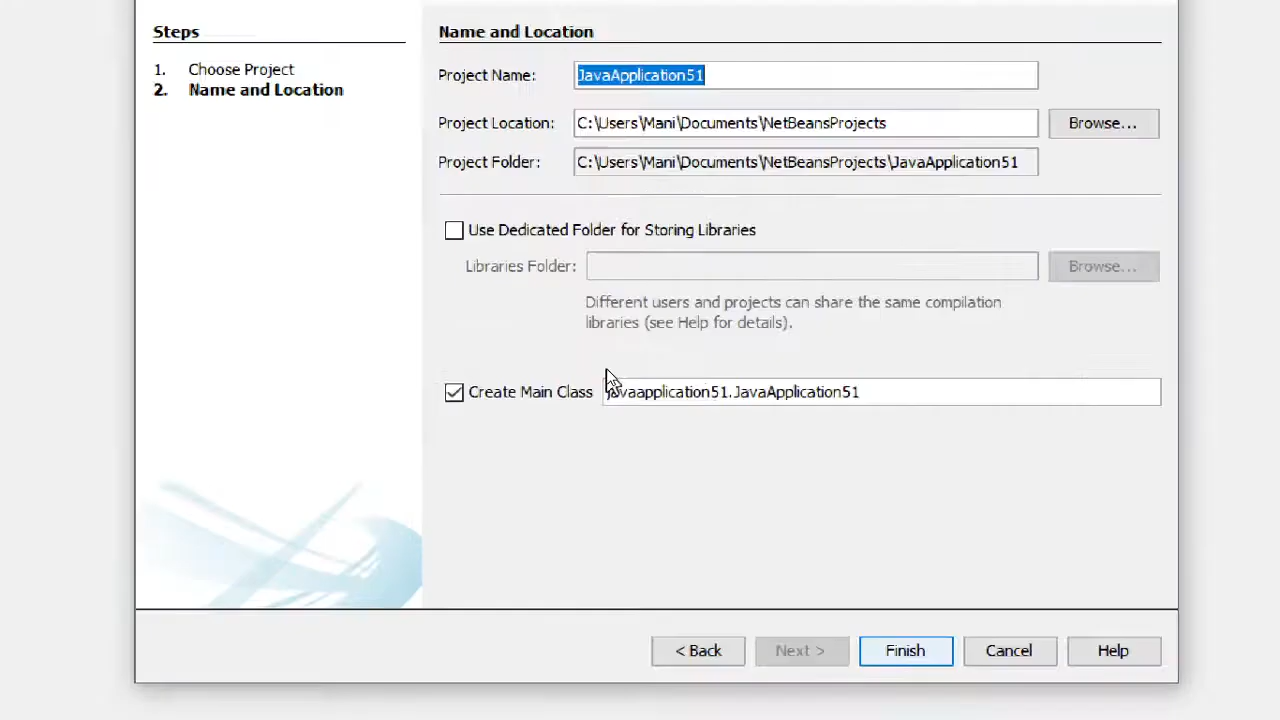 Steps
1. Choose Project
2. Name and Location
Name and Location
Project Name: JavaApplication51
Project Location: C:\Users\Mani\Documents\NetBeansProjects Browse...
Project Folder: C:\Users\Mani\Documents\NetBeansProjects\JavaApplication51
Use Dedicated Folder for Storing Libraries
Libraries Folder: Browse...
Different users and projects can share the same compilation
libraries (see Help for details).
Create Main Class javaapplication51.JavaApplication51
< Back Next > Finish Cancel Help